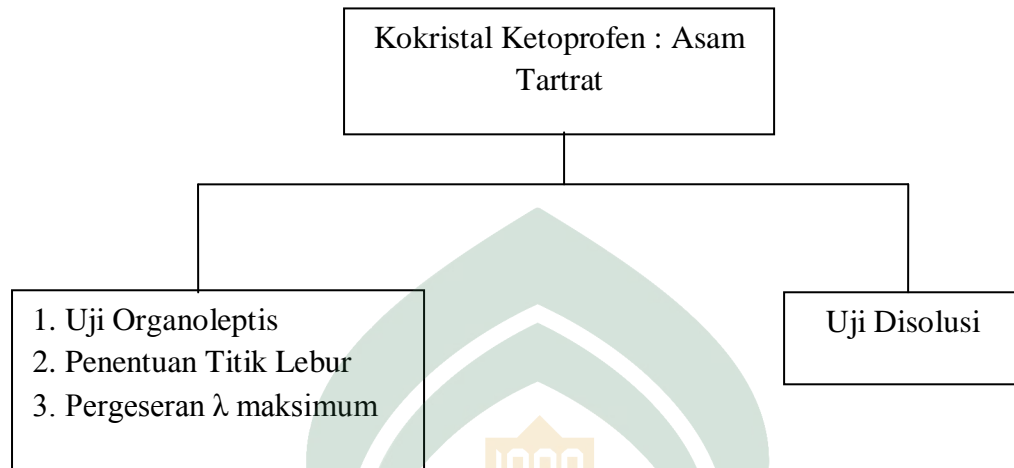 Kokristal Ketoprofen : Asam
Tartrat
1. Uji Organoleptis
2. Penentuan Titik Lebur
3. Pergeseran λ maksimum
Uji Disolusi